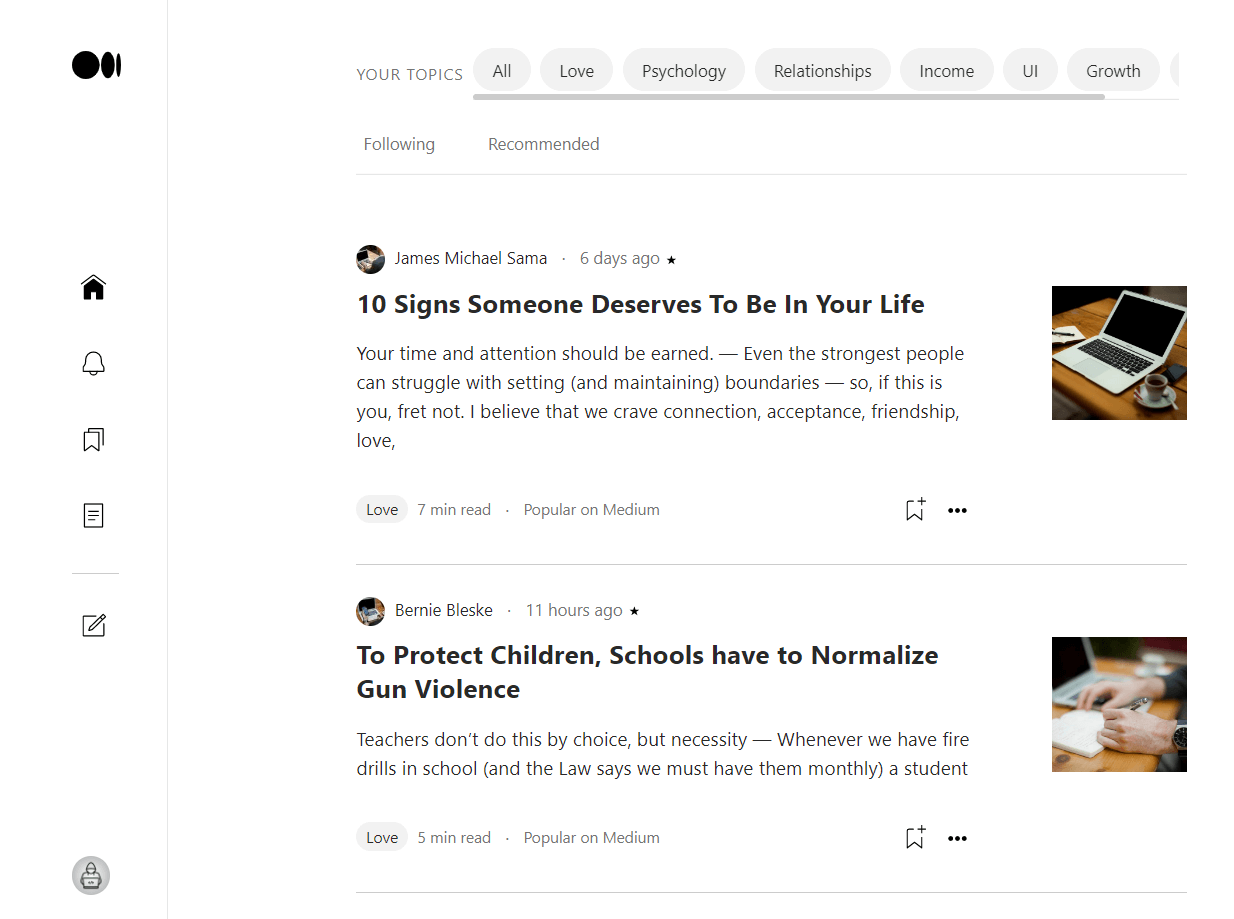 YOUR TOPICS All Love Psychology Relationships Income UI Growth
Following Recommended
James Michael Sama · 6 days ago ★
10 Signs Someone Deserves To Be In Your Life
Your time and attention should be earned. — Even the strongest people
can struggle with setting (and maintaining) boundaries — so, if this is
you, fret not. I believe that we crave connection, acceptance, friendship,
love,
Love 7 min read · Popular on Medium
Bernie Bleske · 11 hours ago ★
To Protect Children, Schools have to Normalize
Gun Violence
Teachers don’t do this by choice, but necessity — Whenever we have fire
drills in school (and the Law says we must have them monthly) a student
Love 5 min read · Popular on Medium